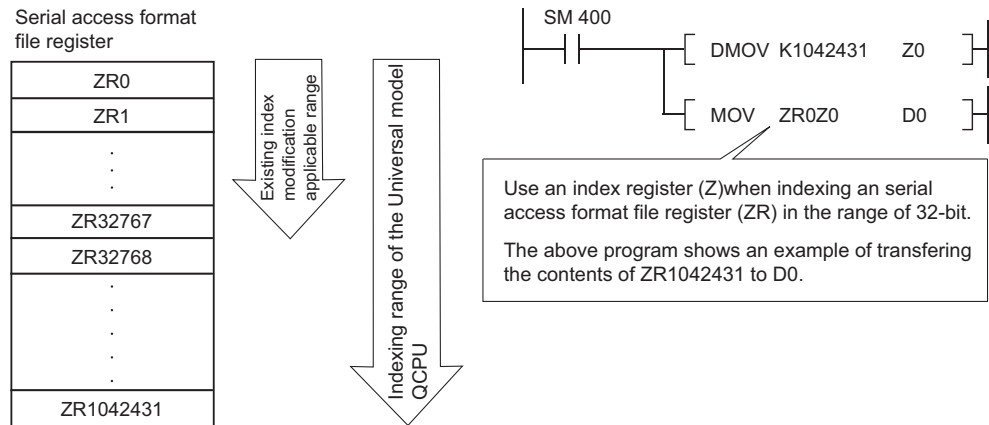 Serial access format
file register
ZR0
ZR1
.
.
.
ZR32767
ZR32768
.
.
.
.
.
ZR1042431
Existing index
modification
applicable range
Indexing range of the Universal model
QCPU
SM 400
DMOV K1042431 Z0
MOV ZR0Z0 D0
Use an index register (Z)when indexing an serial
access format file register (ZR) in the range of 32-bit.
The above program shows an example of transfering
the contents of ZR1042431 to D0.